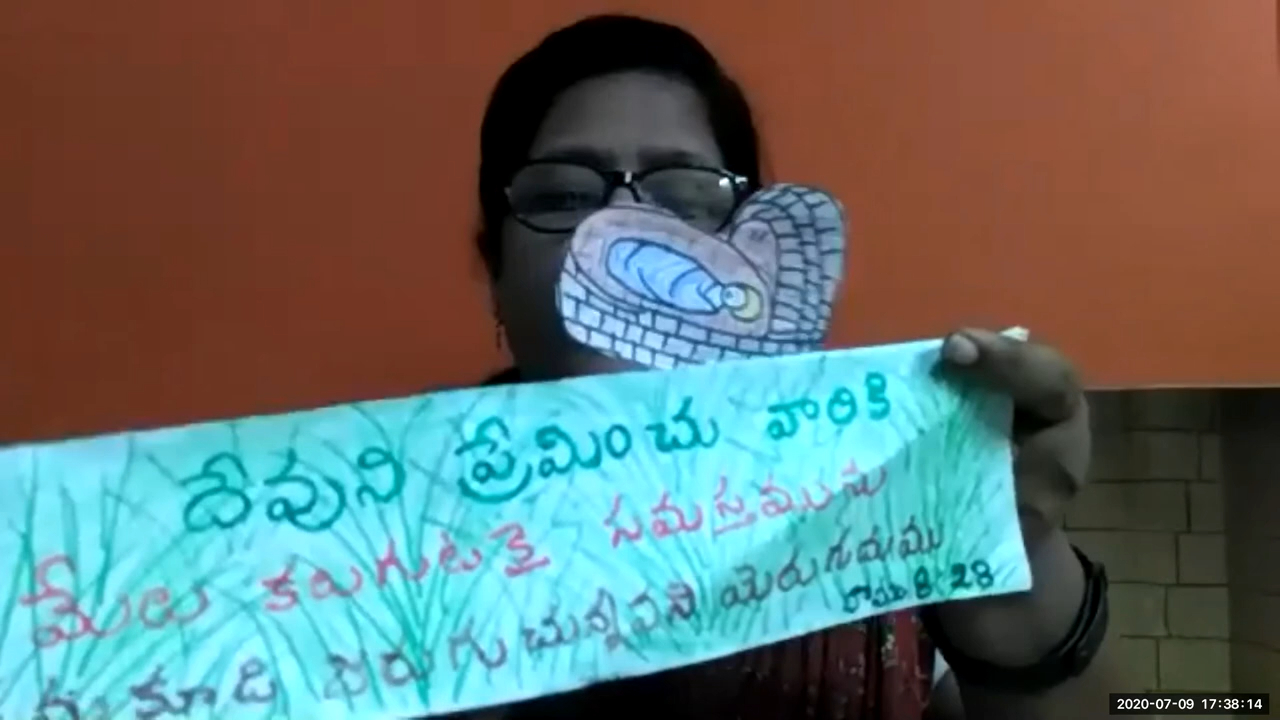 దేవుని ప్రేమించు వారికి
మేలు కలుగుటకై సమస్తమును
కూడి జరుగుచున్నవని యెరుగుదుము
రోమా 8:28
2020-07-09 17:38:14